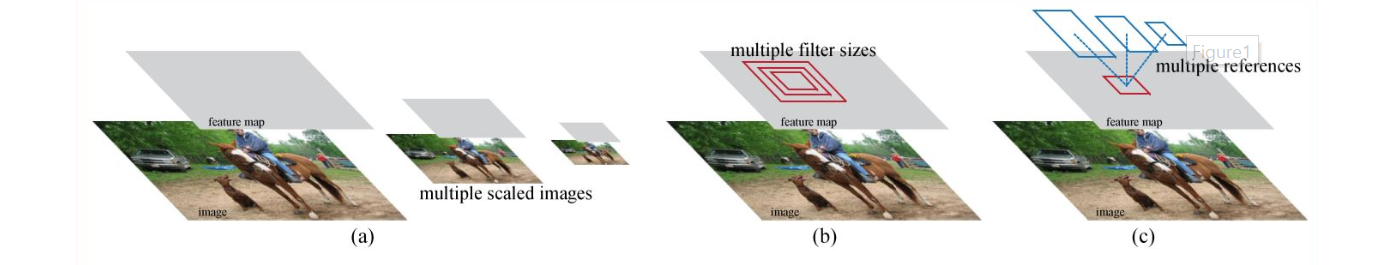 feature map
image
multiple scaled images
(a)
multiple filter sizes
feature map
image
(b)
Figure1
multiple references
feature map
image
(c)